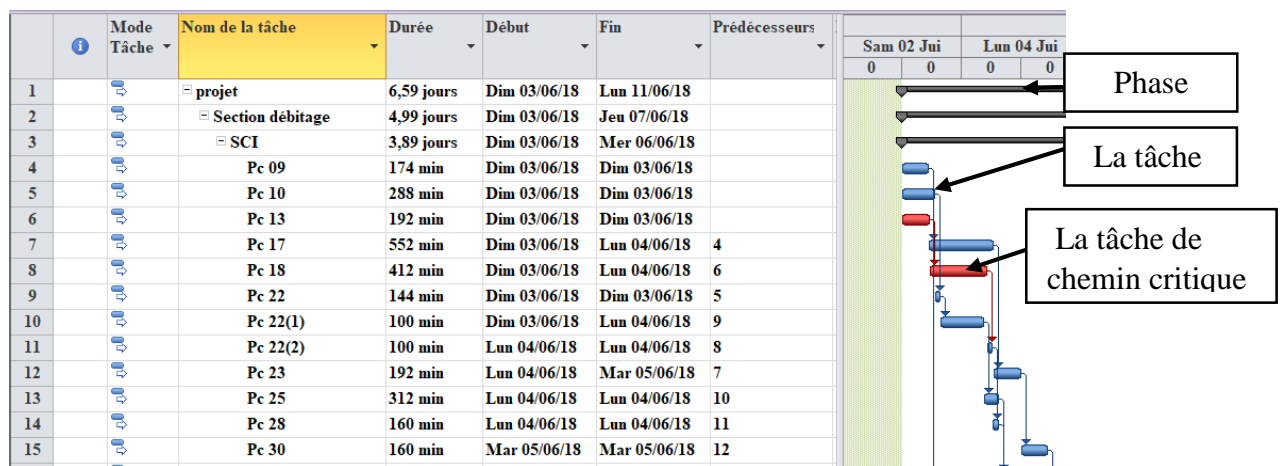 Mode Tâche Nom de la tâche Durée Début Fin Prédécesseurs Sam 02 Jui Lun 04 Jui
0 0 0 0
1 projet 6,59 jours Dim 03/06/18 Lun 11/06/18
2 Section débitage 4,99 jours Dim 03/06/18 Jeu 07/06/18
3 SCI 3,89 jours Dim 03/06/18 Mer 06/06/18
4 Pc 09 174 min Dim 03/06/18 Dim 03/06/18
5 Pc 10 288 min Dim 03/06/18 Dim 03/06/18
6 Pc 13 192 min Dim 03/06/18 Dim 03/06/18
7 Pc 17 552 min Dim 03/06/18 Lun 04/06/18 4
8 Pc 18 412 min Dim 03/06/18 Lun 04/06/18 6
9 Pc 22 144 min Dim 03/06/18 Dim 03/06/18 5
10 Pc 22(1) 100 min Dim 03/06/18 Lun 04/06/18 9
11 Pc 22(2) 100 min Lun 04/06/18 Lun 04/06/18 8
12 Pc 23 192 min Lun 04/06/18 Mar 05/06/18 7
13 Pc 25 312 min Lun 04/06/18 Lun 04/06/18 10
14 Pc 28 160 min Lun 04/06/18 Lun 04/06/18 11
15 Pc 30 160 min Mar 05/06/18 Mar 05/06/18 12
Phase
La tâche
La tâche de
chemin critique